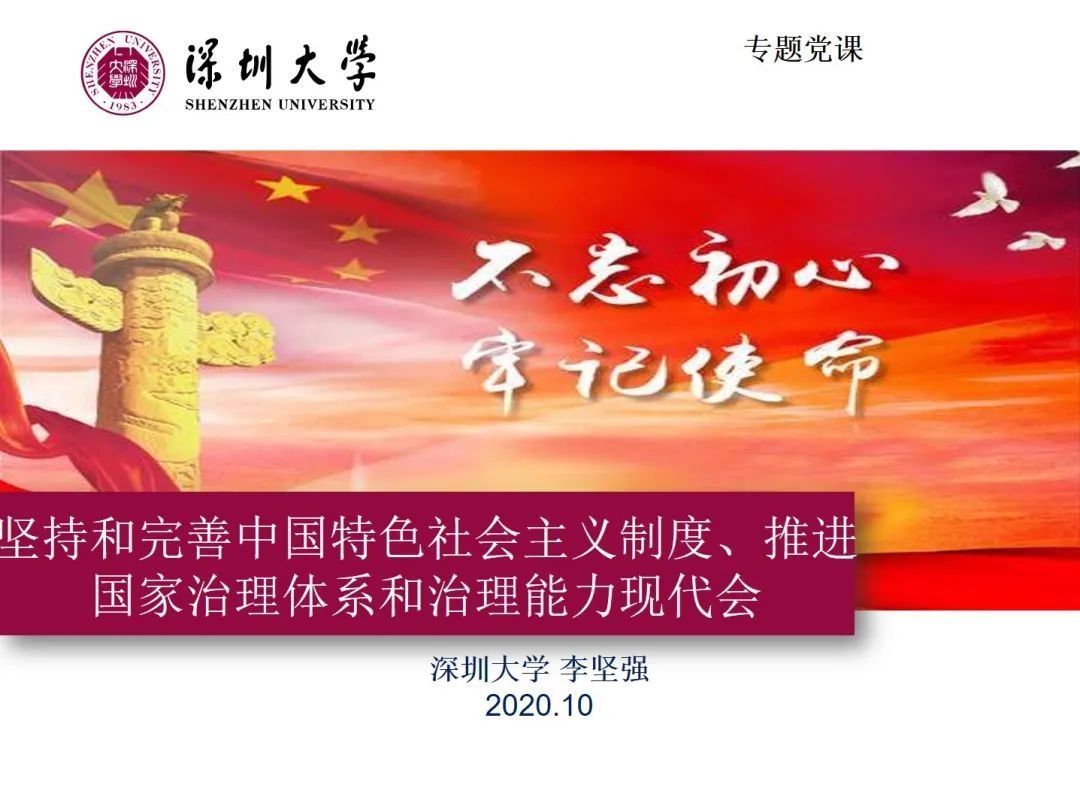 深圳大学
SHENZHEN UNIVERSITY
SHENZHEN UNIVERSITY
大深
學圳
·1983·
专题党课
不忘初心
牢记使命
坚持和完善中国特色社会主义制度、推进
国家治理体系和治理能力现代会
深圳大学 李坚强
2020.10